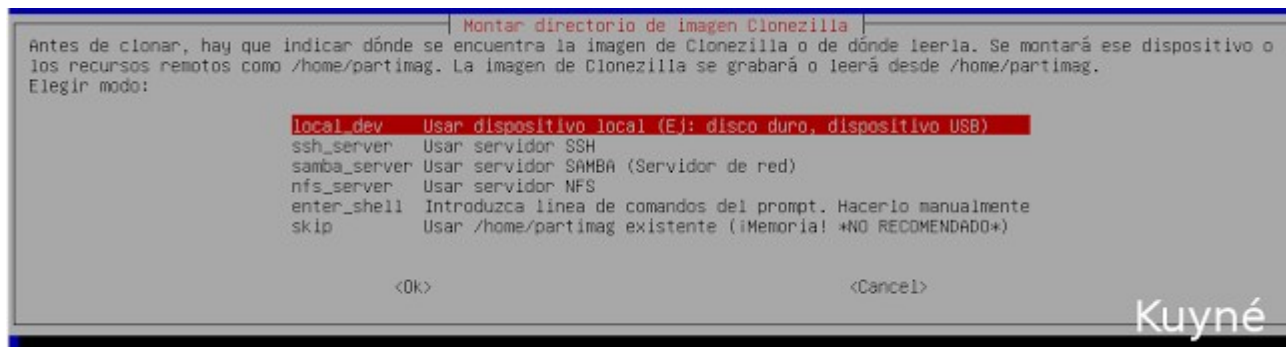 Montar directorio de imagen Clonezilla
Antes de clonar, hay que indicar dónde se encuentra la imagen de Clonezilla o de dónde leerla. Se montará ese dispositivo o
los recursos remotos como /home/partimag. La imagen de Clonezilla se grabará o leerá desde /home/partimag.
Elegir modo:
local_dev Usar dispositivo local (Ej: disco duro, dispositivo USB)
ssh_server Usar servidor SSH
samba_server Usar servidor SAMBA (Servidor de red)
nfs_server Usar servidor NFS
enter_shell Introduzca linea de comandos del prompt. Hacerlo manualmente
skip Usar /home/partimag existente (¡Memoria! *NO RECOMENDADO*)
<Ok> <Cancel>
Kuyné